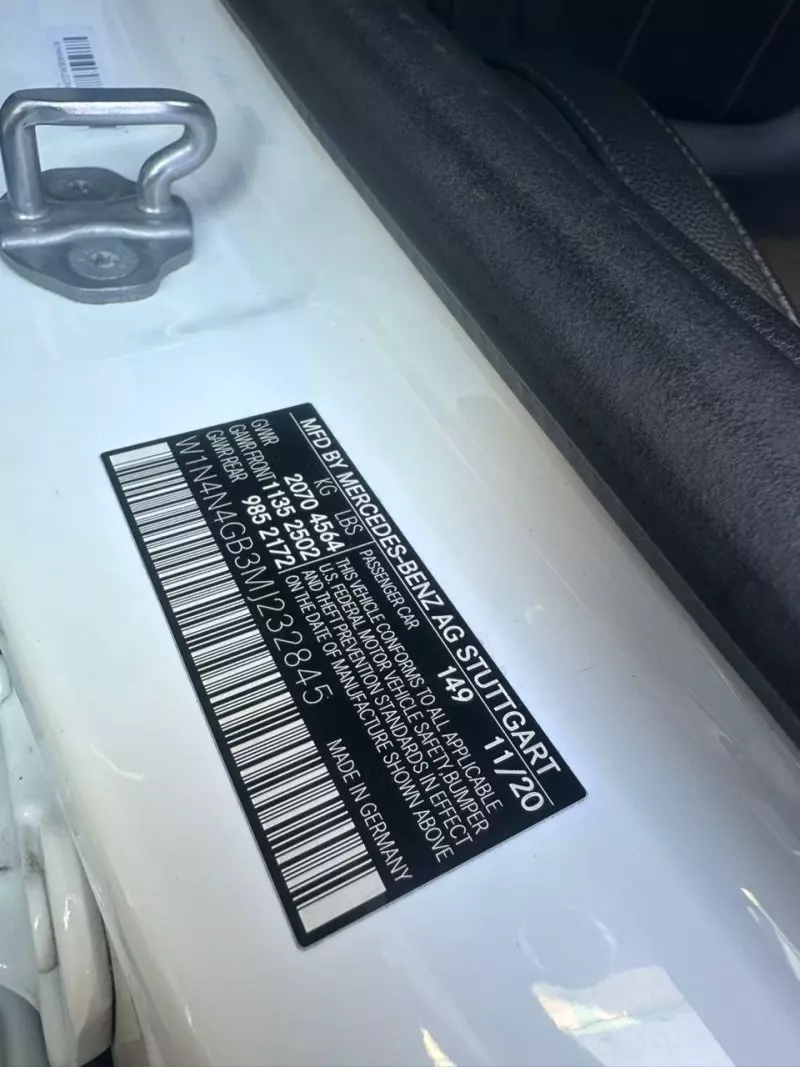 MFD BY MERCEDES-BENZ AG STUTTGART
KG LBS 149 11/20
GVWR 2070 4564 PASSENGER CAR
GAWR FRONT 1135 2502
GAWR REAR 985 2172
THIS VEHICLE CONFORMS TO ALL APPLICABLE
U.S. FEDERAL MOTOR VEHICLE SAFETY, BUMPER
AND THEFT PREVENTION STANDARDS IN EFFECT
ON THE DATE OF MANUFACTURE SHOWN ABOVE
W1N4N4GB3MJ232845 MADE IN GERMANY